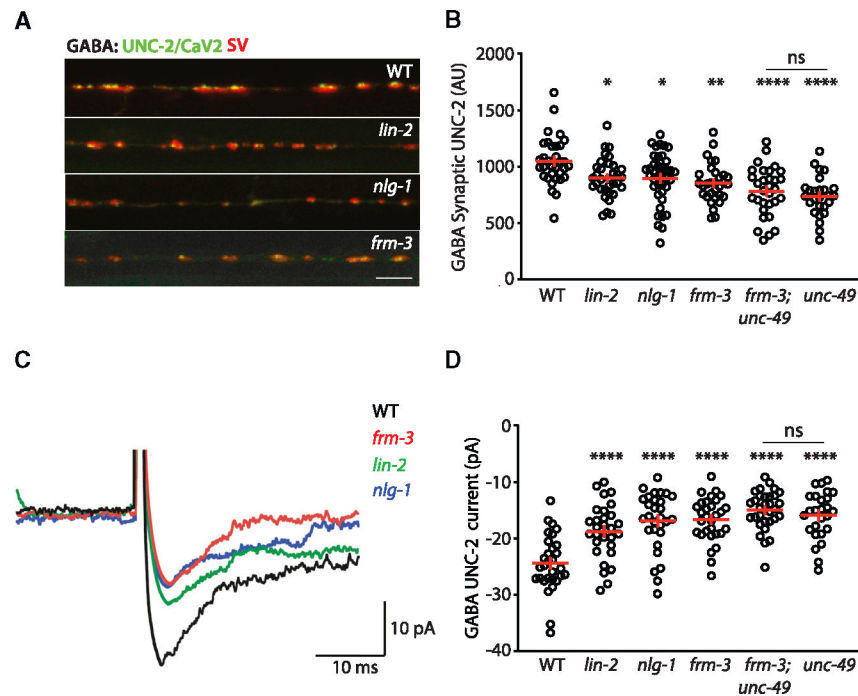 A
GABA: UNC-2/CaV2 SV
WT
lin-2
nlg-1
frm-3
B
GABA Synaptic UNC-2 (AU)
2000
1500
1000
500
0
ns
* * ** **** ****
WT lin-2 nlg-1 frm-3 frm-3; unc-49
unc-49
C
WT
frm-3
lin-2
nlg-1
10 pA
10 ms
D
GABA UNC-2 current (pA)
0
-10
-20
-30
-40
ns
**** **** **** **** ****
WT lin-2 nlg-1 frm-3 frm-3; unc-49
unc-49